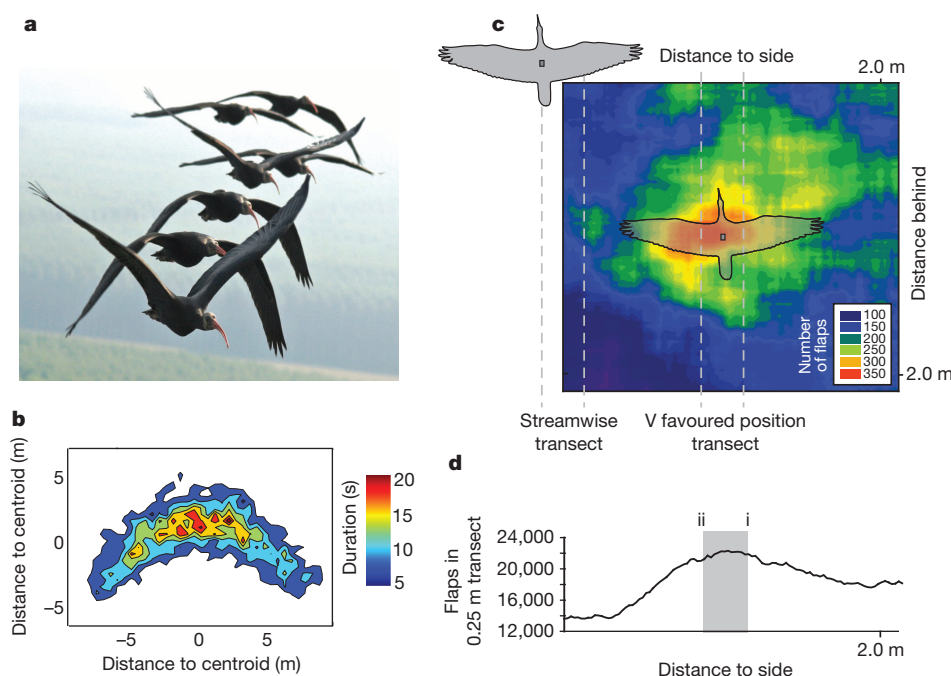 a
b
5
0
−5
Distance to centroid (m)
−5
0
5
Distance to centroid (m)
20
15
10
5
Duration (s)
c
Distance to side
2.0 m
Distance behind
2.0 m
Number
of flaps
100
150
200
250
300
350
Streamwise
transect
V favoured position
transect
d
ii
i
24,000
20,000
16,000
12,000
Flaps in
0.25 m transect
2.0 m
Distance to side